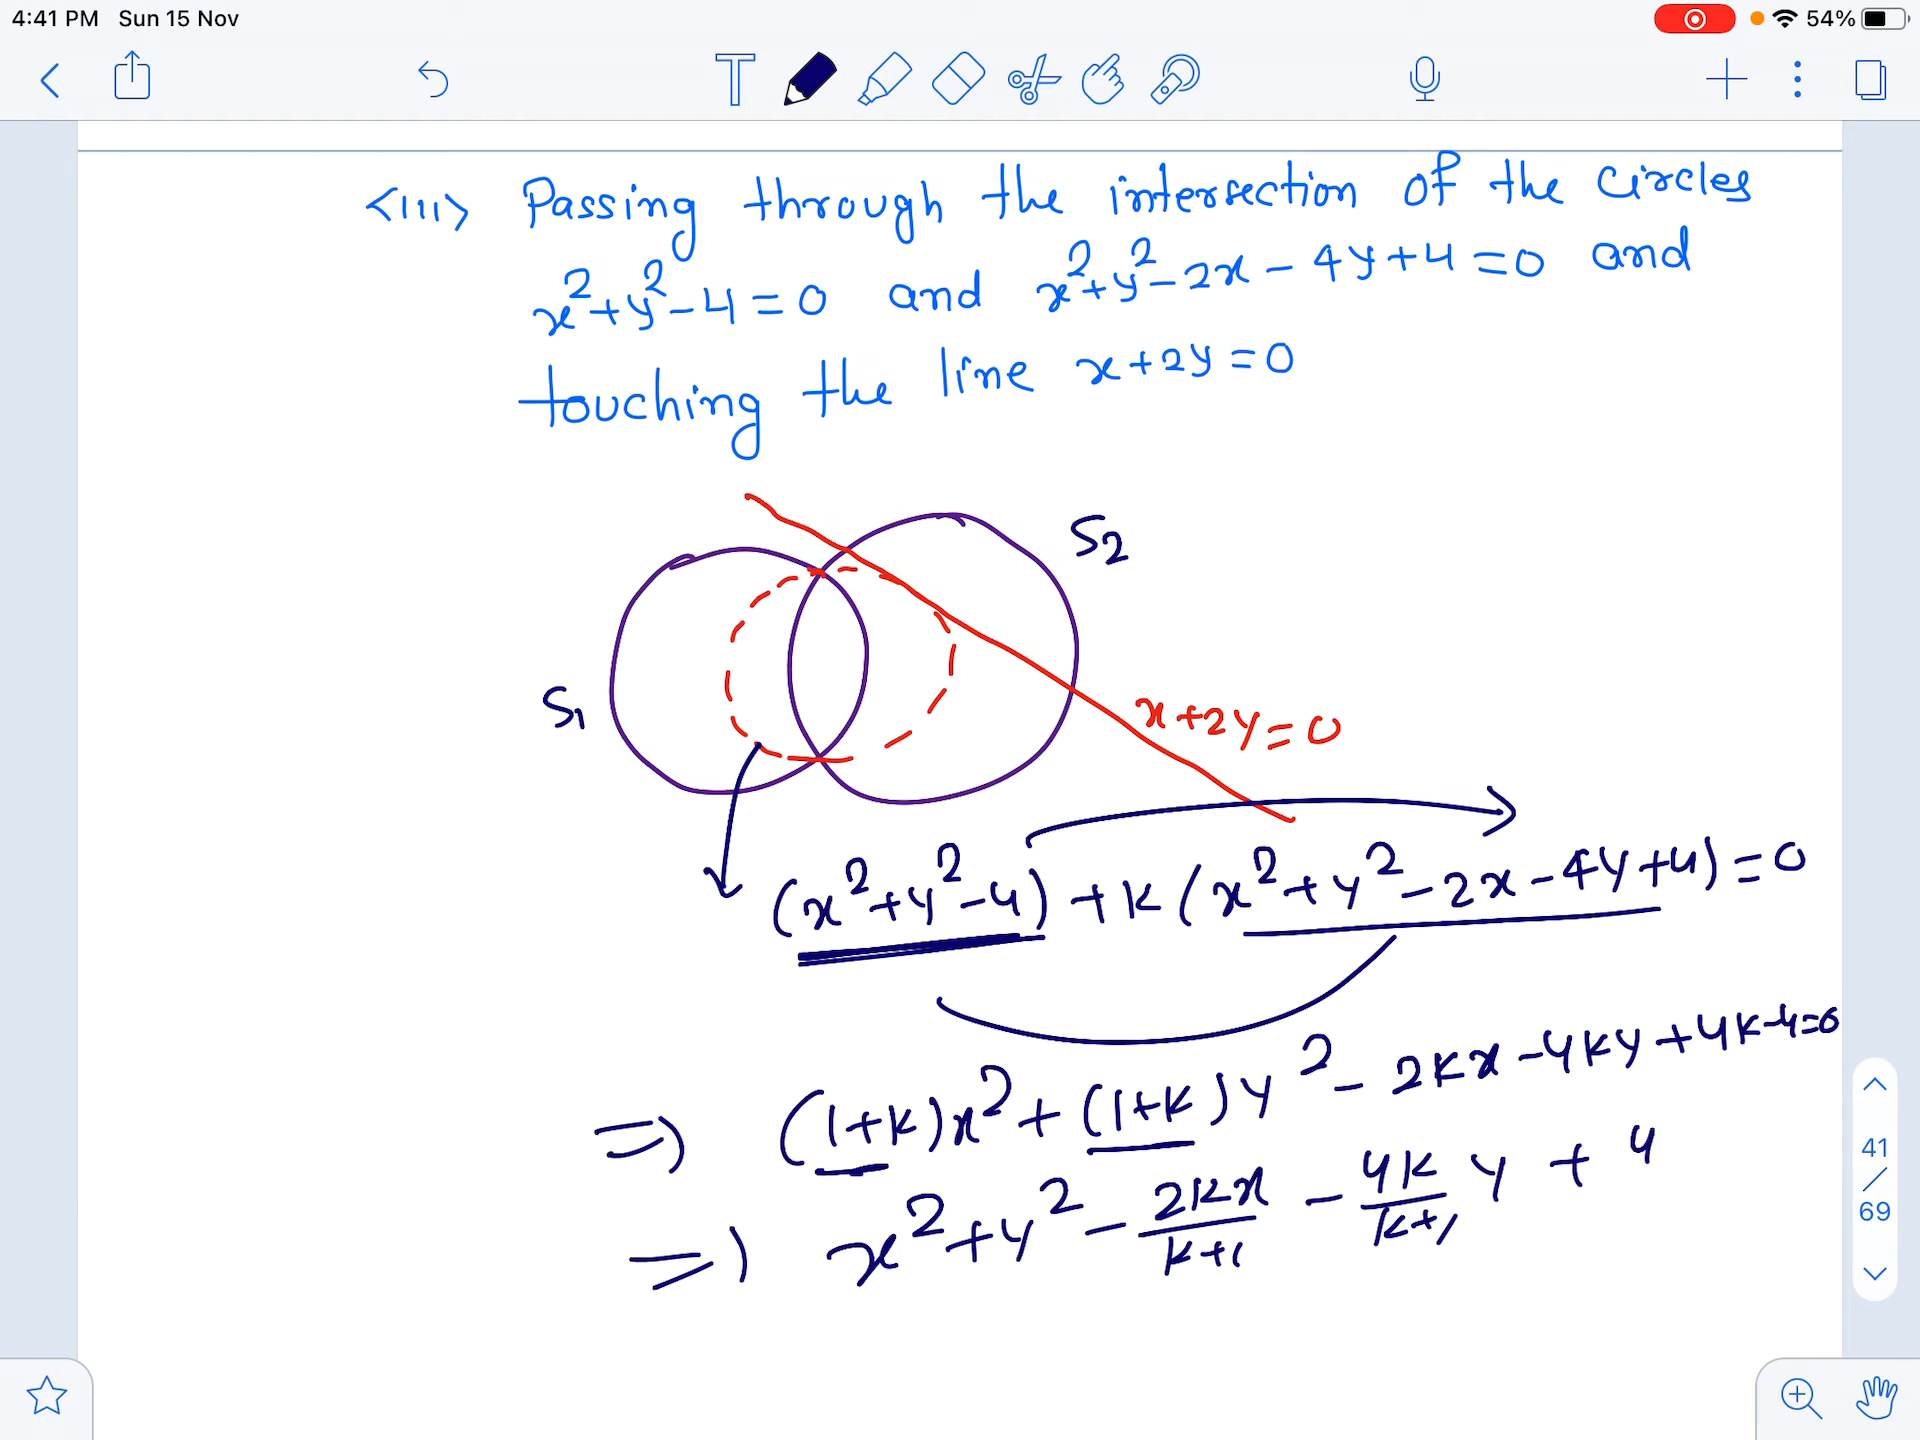 4:41 PM Sun 15 Nov 54%
<111> Passing through the intersection of the circles
x²+y²-4=0 and x²+y²-2x-4y+4=0 and
touching the line x+2y=0
S₂
S₁
x+2y=0
(x²+y²-4)+k(x²+y²-2x-4y+4)=0
=) (1+k)x²+(1+k)y²-2kx-4ky+4k-4=0
=) x²+y²-2kx/k+1 - 4k/k+1 y + 4
41
/
69